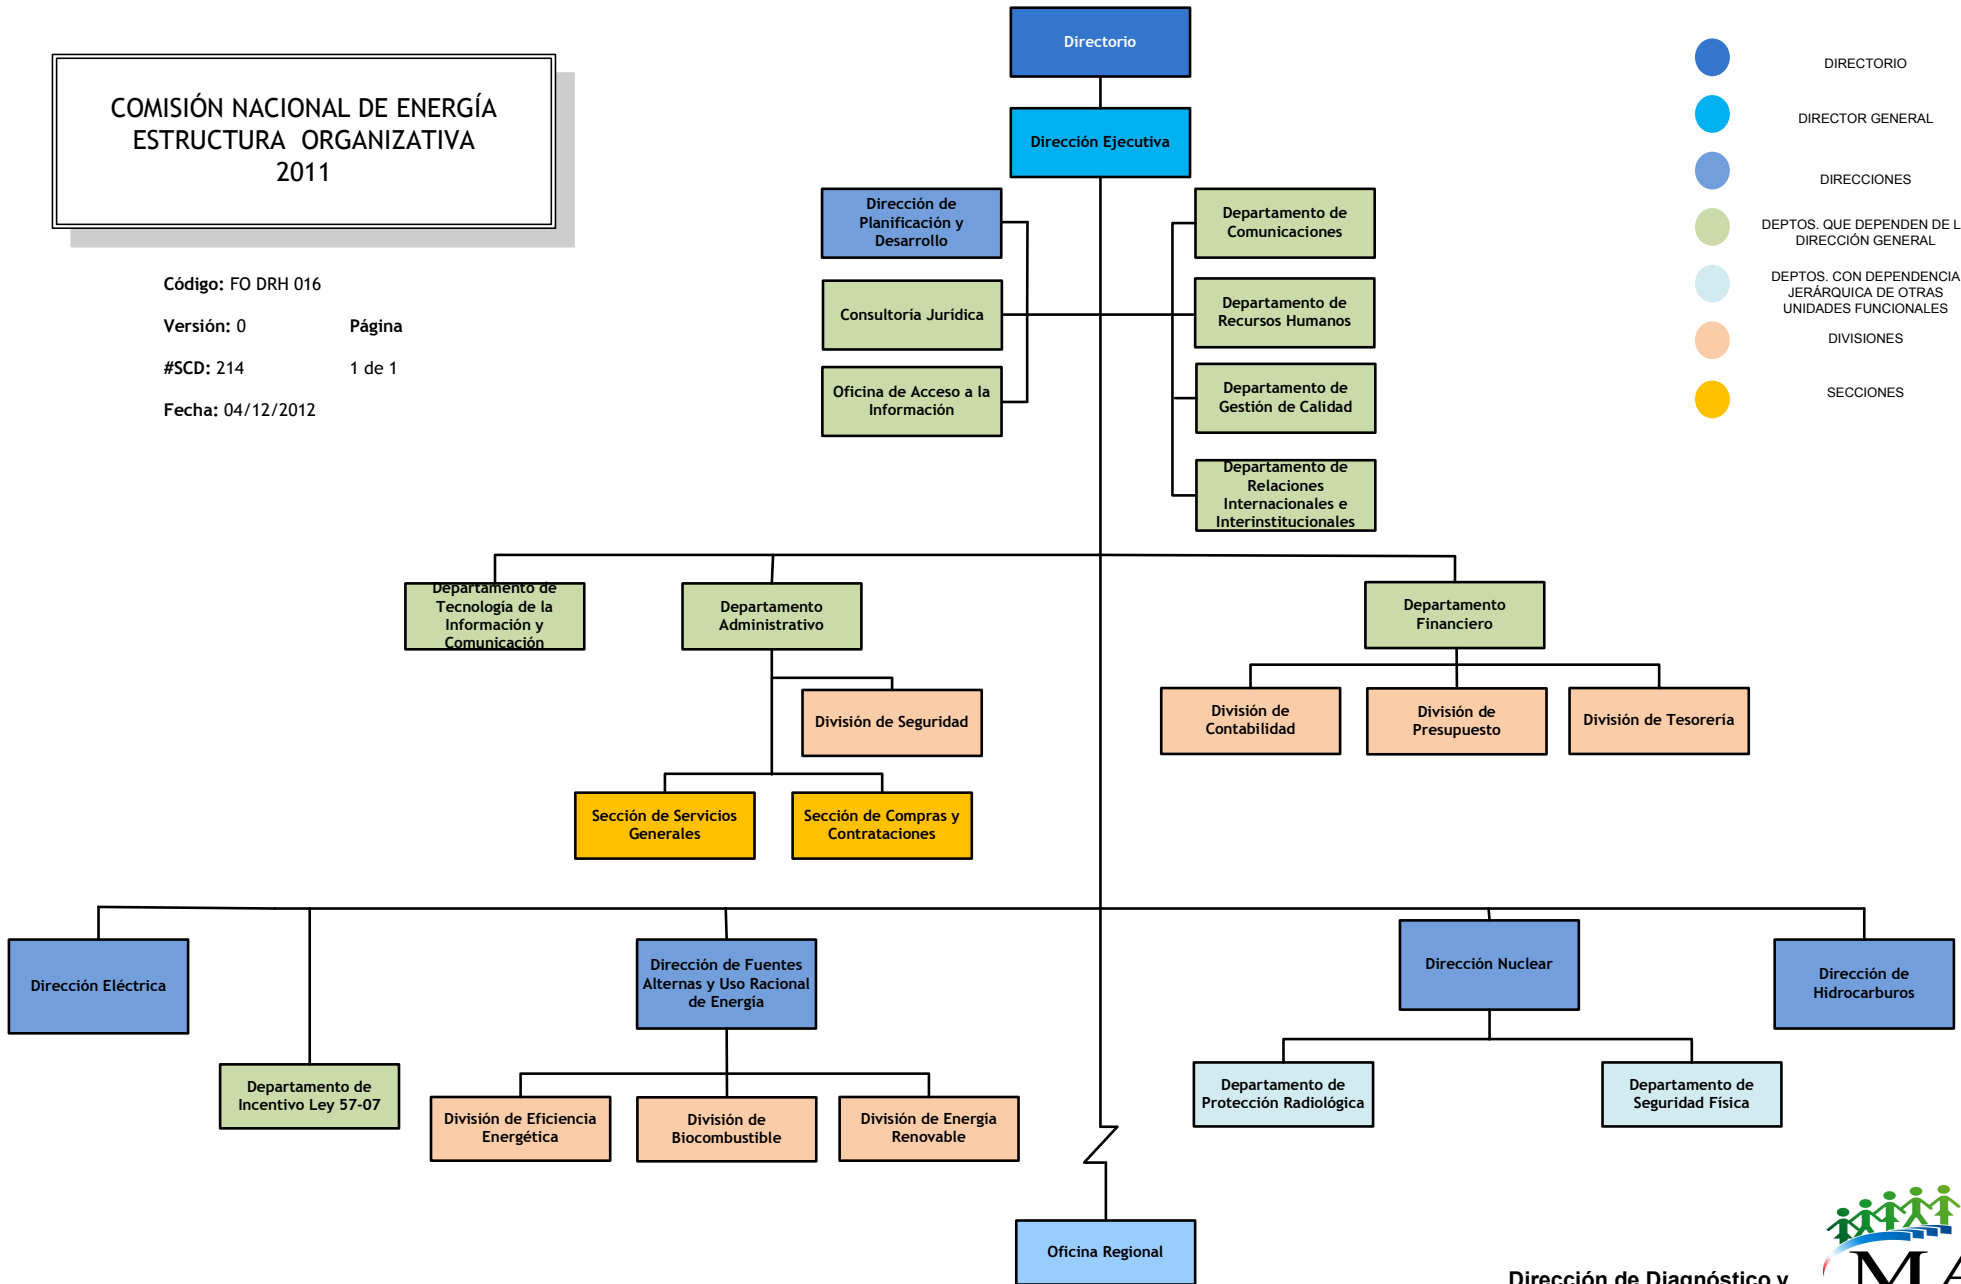 COMISIÓN NACIONAL DE ENERGÍA
ESTRUCTURA ORGANIZATIVA
2011
Código: FO DRH 016
Versión: 0 Página
#SCD: 214 1 de 1
Fecha: 04/12/2012
Directorio
Dirección Ejecutiva
Dirección de
Planificación y
Desarrollo
Consultoría Jurídica
Oficina de Acceso a la
Información
Departamento de
Comunicaciones
Departamento de
Recursos Humanos
Departamento de
Gestión de Calidad
Departamento de
Relaciones
Internacionales e
Interinstitucionales
DIRECTORIO
DIRECTOR GENERAL
DIRECCIONES
DEPTOS. QUE DEPENDEN DE L
DIRECCIÓN GENERAL
DEPTOS. CON DEPENDENCIA
JERÁRQUICA DE OTRAS
UNIDADES FUNCIONALES
DIVISIONES
SECCIONES
Departamento de
Tecnología de la
Información y
Comunicación
Departamento
Administrativo
Departamento
Financiero
División de Seguridad
División de
Contabilidad
División de
Presupuesto
División de Tesorería
Sección de Servicios
Generales
Sección de Compras y
Contrataciones
Dirección Eléctrica
Dirección de Fuentes
Alternas y Uso Racional
de Energía
Dirección Nuclear
Dirección de
Hidrocarburos
Departamento de
Incentivo Ley 57-07
División de Eficiencia
Energética
División de
Biocombustible
División de Energía
Renovable
Departamento de
Protección Radiológica
Departamento de
Seguridad Física
Oficina Regional
Dirección de Diagnóstico y
MA